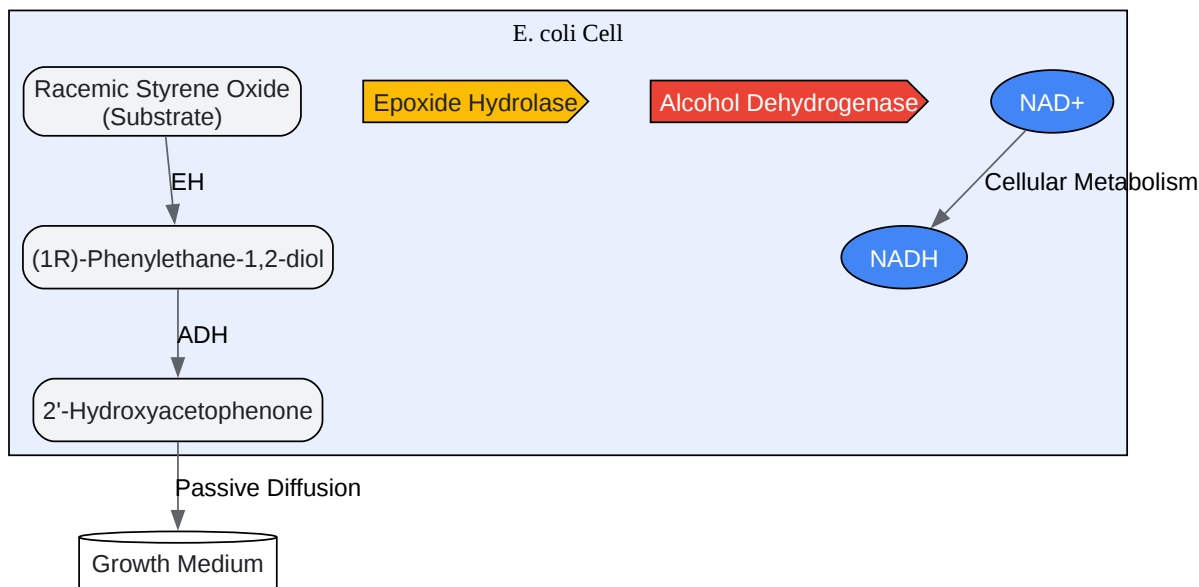 E. coli Cell
Racemic Styrene Oxide
(Substrate)
Epoxide Hydrolase
Alcohol Dehydrogenase
NAD+
EH
Cellular Metabolism
(1R)-Phenylethane-1,2-diol
NADH
ADH
2'-Hydroxyacetophenone
Passive Diffusion
Growth Medium